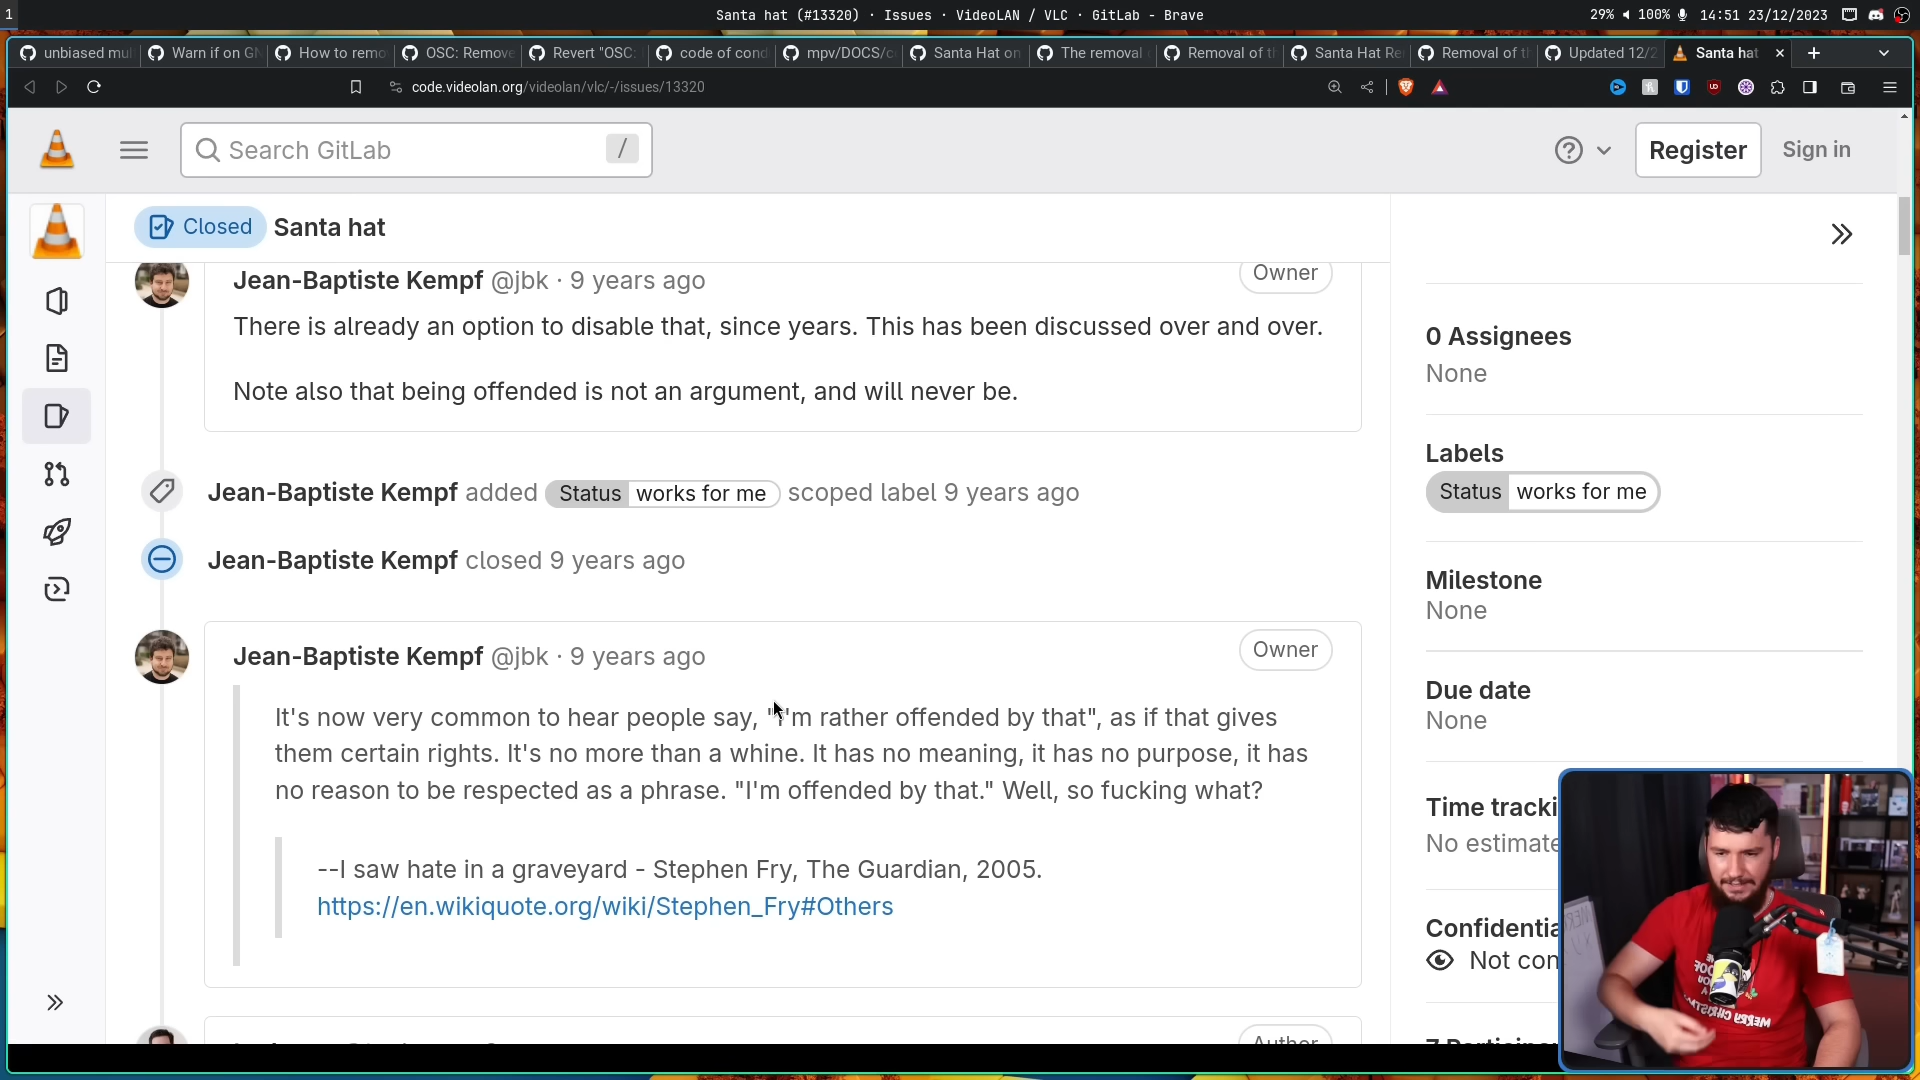 1
Santa hat (#13320) · Issues · VideoLAN / VLC · GitLab - Brave
29% 100% 14:51 23/12/2023
unbiased mul
Warn if on GN
How to remo
OSC: Remove
Revert "OSC:
code of cond
mpv/DOCS/c
Santa Hat on
The removal
Removal of th
Santa Hat Re
Removal of th
Updated 12/2
Santa hat
code.videolan.org/videolan/vlc/-/issues/13320
Search GitLab
/
Register
Sign in
Closed
Santa hat
Jean-Baptiste Kempf @jbk · 9 years ago
Owner
There is already an option to disable that, since years. This has been discussed over and over.
Note also that being offended is not an argument, and will never be.
Jean-Baptiste Kempf added Status works for me scoped label 9 years ago
Jean-Baptiste Kempf closed 9 years ago
Jean-Baptiste Kempf @jbk · 9 years ago
Owner
It's now very common to hear people say, "I'm rather offended by that", as if that gives
them certain rights. It's no more than a whine. It has no meaning, it has no purpose, it has
no reason to be respected as a phrase. "I'm offended by that." Well, so fucking what?
--I saw hate in a graveyard - Stephen Fry, The Guardian, 2005.
https://en.wikiquote.org/wiki/Stephen_Fry#Others
Author
0 Assignees
None
Labels
Status works for me
Milestone
None
Due date
None
Time tracki
No estimate
Confidentia
Not con
7 Participan
MERRY CHRISTMA